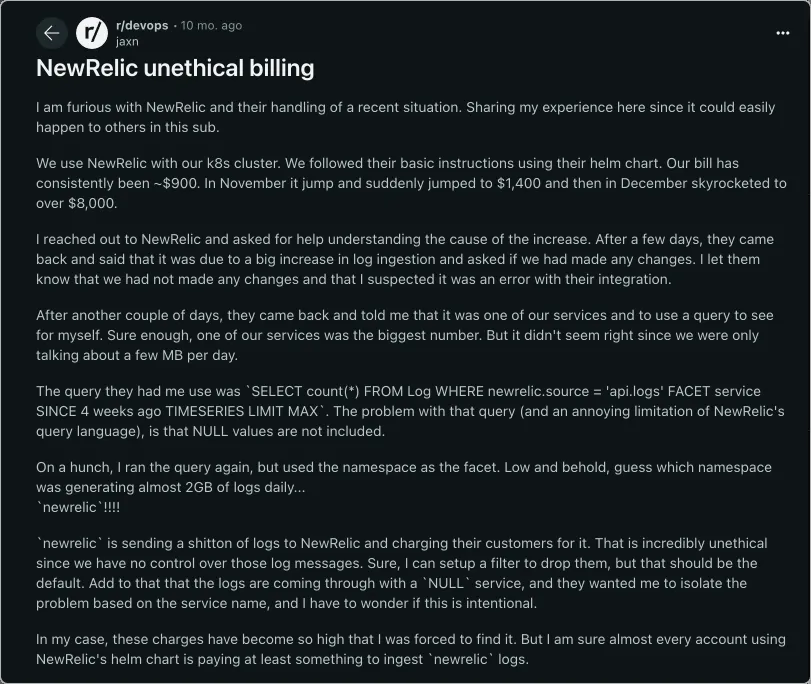 r/devops • 10 mo. ago
r/
jaxn
NewRelic unethical billing
I am furious with NewRelic and their handling of a recent situation. Sharing my experience here since it could easily
happen to others in this sub.
We use NewRelic with our k8s cluster. We followed their basic instructions using their helm chart. Our bill has
consistently been ~$900. In November it jump and suddenly jumped to $1,400 and then in December skyrocketed to
over $8,000.
I reached out to NewRelic and asked for help understanding the cause of the increase. After a few days, they came
back and said that it was due to a big increase in log ingestion and asked if we had made any changes. I let them
know that we had not made any changes and that I suspected it was an error with their integration.
After another couple of days, they came back and told me that it was one of our services and to use a query to see
for myself. Sure enough, one of our services was the biggest number. But it didn't seem right since we were only
talking about a few MB per day.
The query they had me use was `SELECT count(*) FROM Log WHERE newrelic.source = 'api.logs' FACET service
SINCE 4 weeks ago TIMESERIES LIMIT MAX`. The problem with that query (and an annoying limitation of NewRelic's
query language), is that NULL values are not included.
On a hunch, I ran the query again, but used the namespace as the facet. Low and behold, guess which namespace
was generating almost 2GB of logs daily...
`newrelic`!!!!
`newrelic` is sending a shitton of logs to NewRelic and charging their customers for it. That is incredibly unethical
since we have no control over those log messages. Sure, I can setup a filter to drop them, but that should be the
default. Add to that that the logs are coming through with a `NULL` service, and they wanted me to isolate the
problem based on the service name, and I have to wonder if this is intentional.
In my case, these charges have become so high that I was forced to find it. But I am sure almost every account using
NewRelic's helm chart is paying at least something to ingest `newrelic` logs.